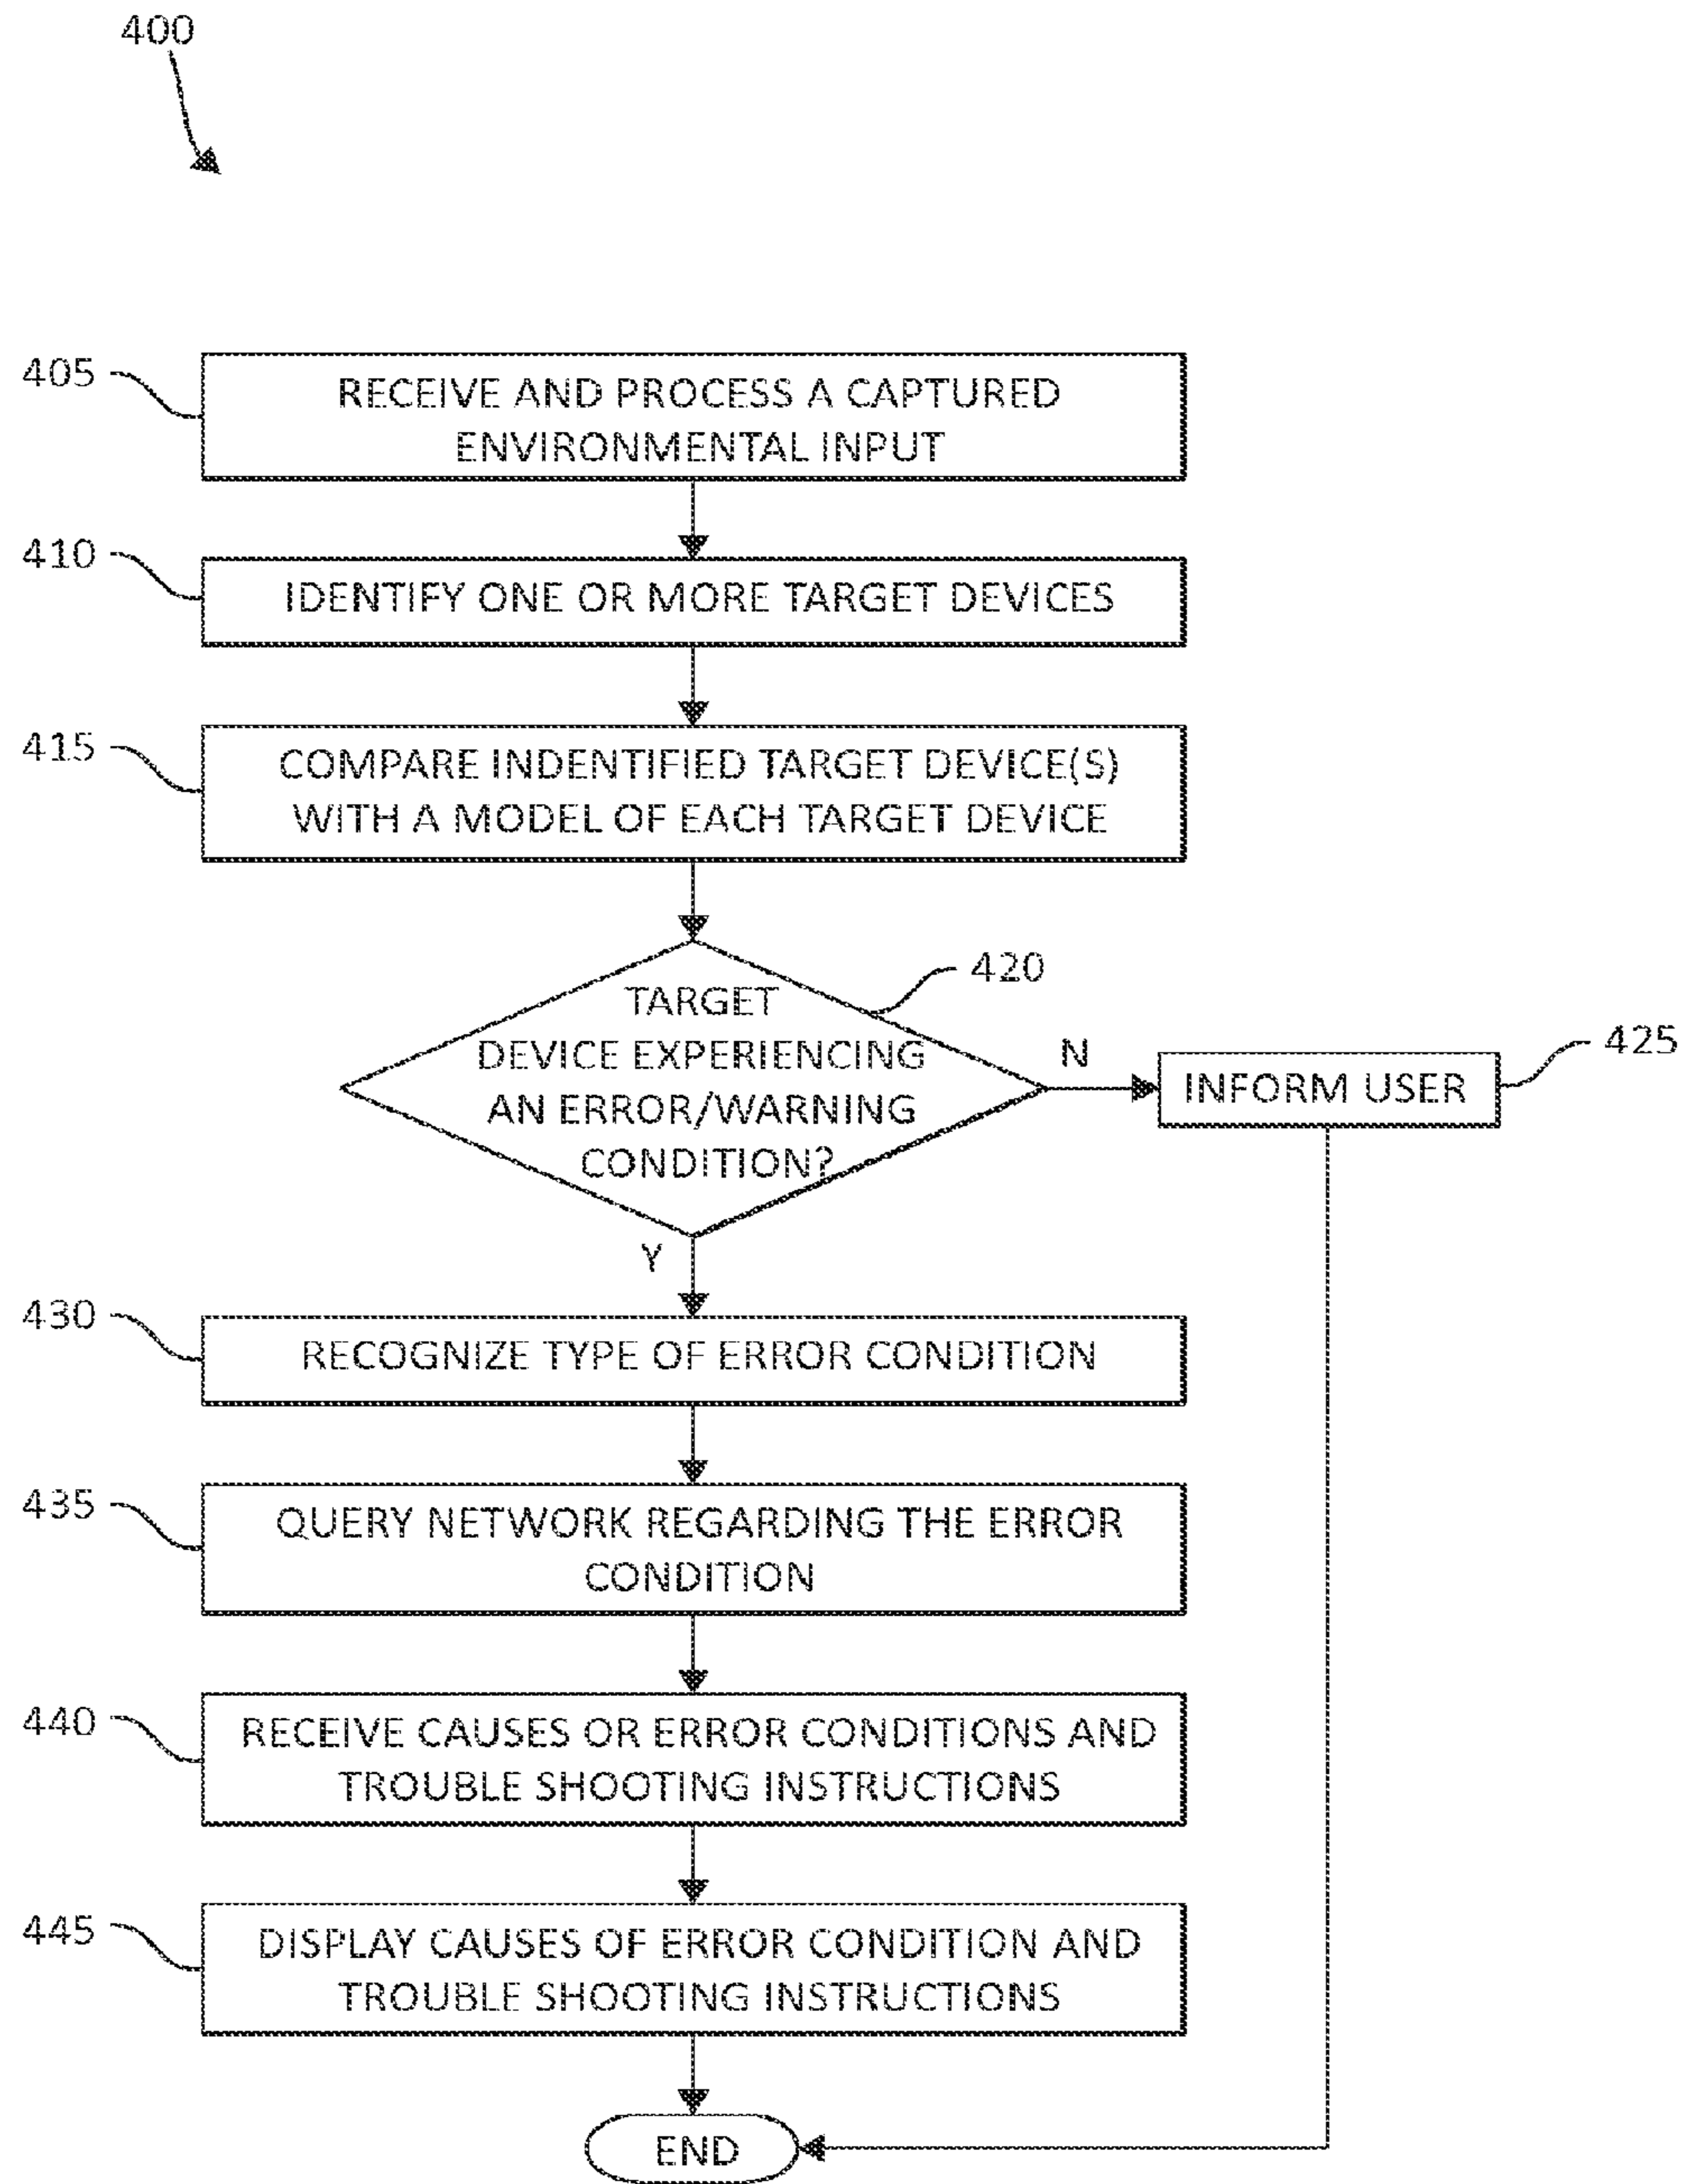 400
405
RECEIVE AND PROCESS A CAPTURED
ENVIRONMENTAL INPUT
410
IDENTIFY ONE OR MORE TARGET DEVICES
415
COMPARE INDENTIFIED TARGET DEVICE(S)
WITH A MODEL OF EACH TARGET DEVICE
420
TARGET
DEVICE EXPERIENCING
AN ERROR/WARNING
CONDITION?
N
425
INFORM USER
Y
430
RECOGNIZE TYPE OF ERROR CONDITION
435
QUERY NETWORK REGARDING THE ERROR
CONDITION
440
RECEIVE CAUSES OR ERROR CONDITIONS AND
TROUBLE SHOOTING INSTRUCTIONS
445
DISPLAY CAUSES OF ERROR CONDITION AND
TROUBLE SHOOTING INSTRUCTIONS
END